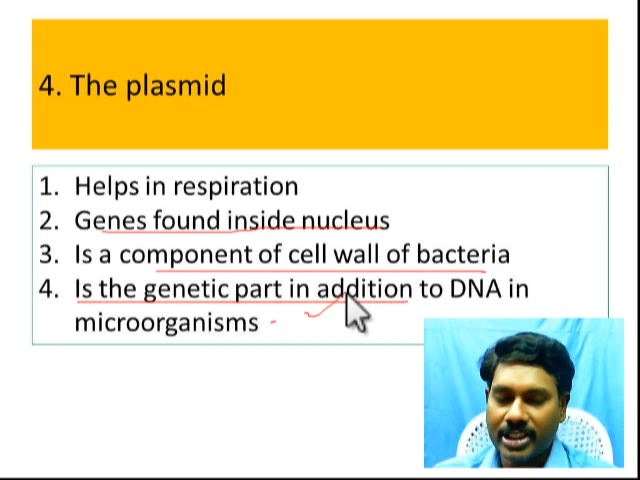 4. The plasmid
1. Helps in respiration
2. Genes found inside nucleus
3. Is a component of cell wall of bacteria
4. Is the genetic part in addition to DNA in
microorganisms